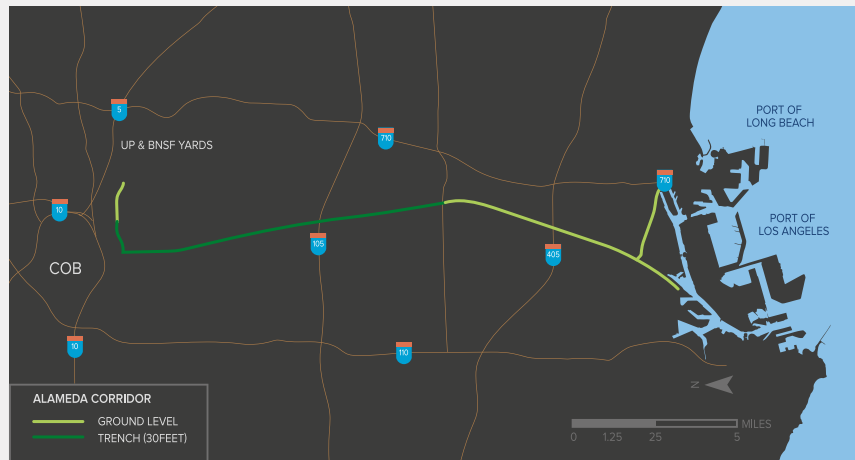 PORT OF
LONG BEACH
5
UP & BNSF YARDS
710
710
10
PORT OF
LOS ANGELES
105
405
COB
10
110
N
ALAMEDA CORRIDOR
GROUND LEVEL
TRENCH (30FEET)
MILES
0 1.25 25 5